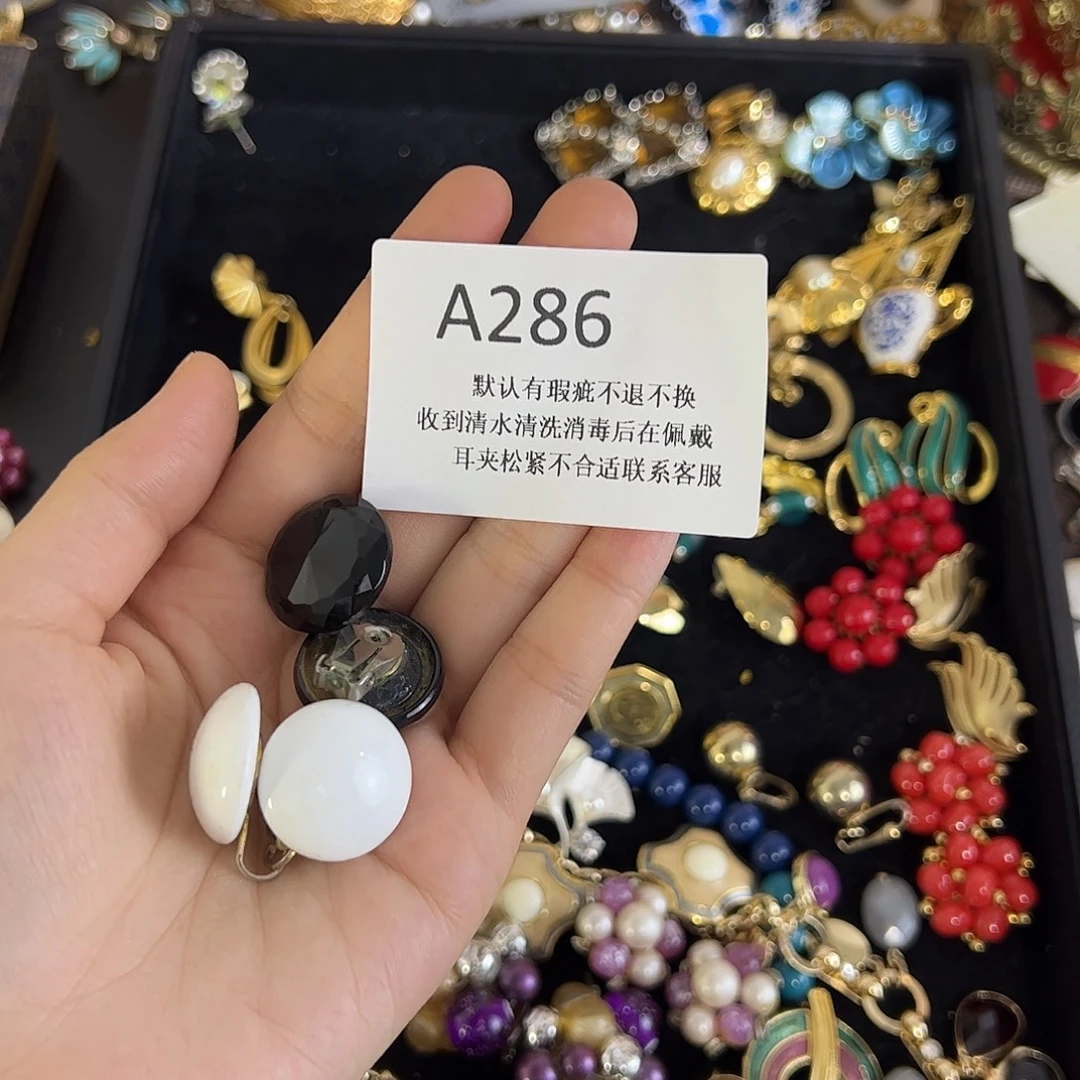 A286
默认有瑕疵不退不换
收到清水清洗消毒后在佩戴
耳夹松紧不合适联系客服